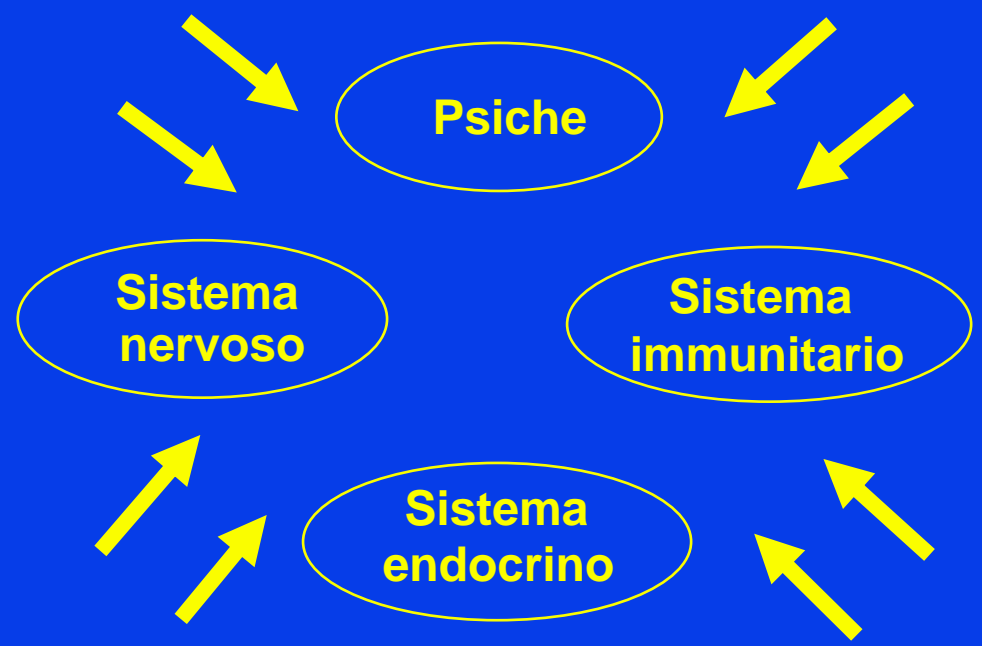 Psiche
Sistema
nervoso
Sistema
immunitario
Sistema
endocrino